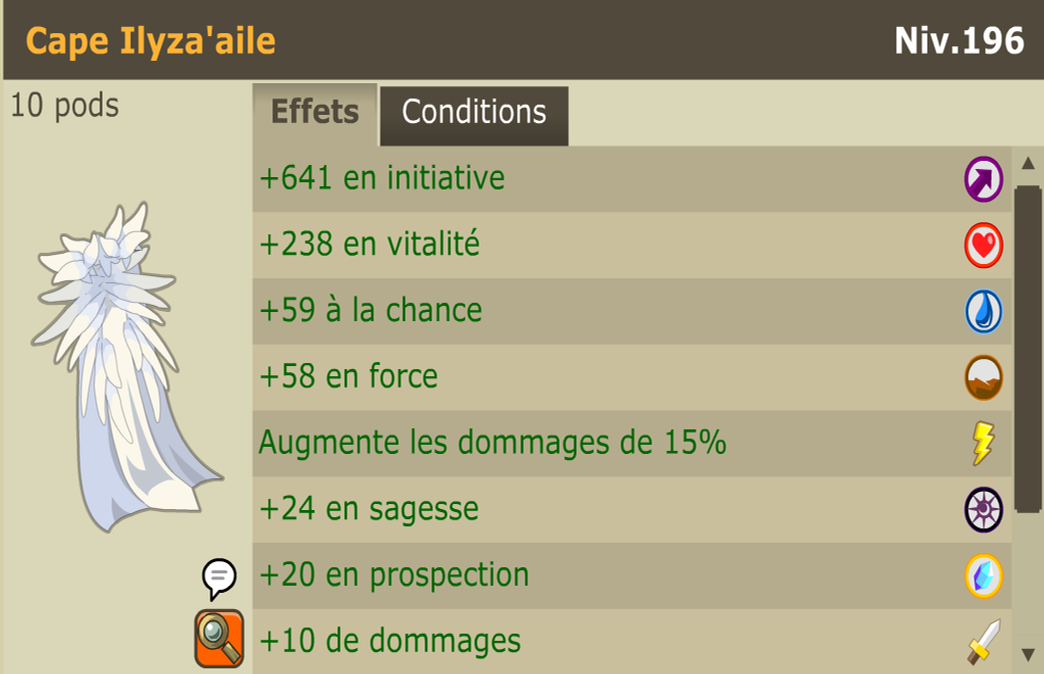 Cape Ilyza'aile
Niv.196
10 pods
Effets
Conditions
+641 en initiative
+238 en vitalité
+59 à la chance
+58 en force
Augmente les dommages de 15%
+24 en sagesse
+20 en prospection
+10 de dommages